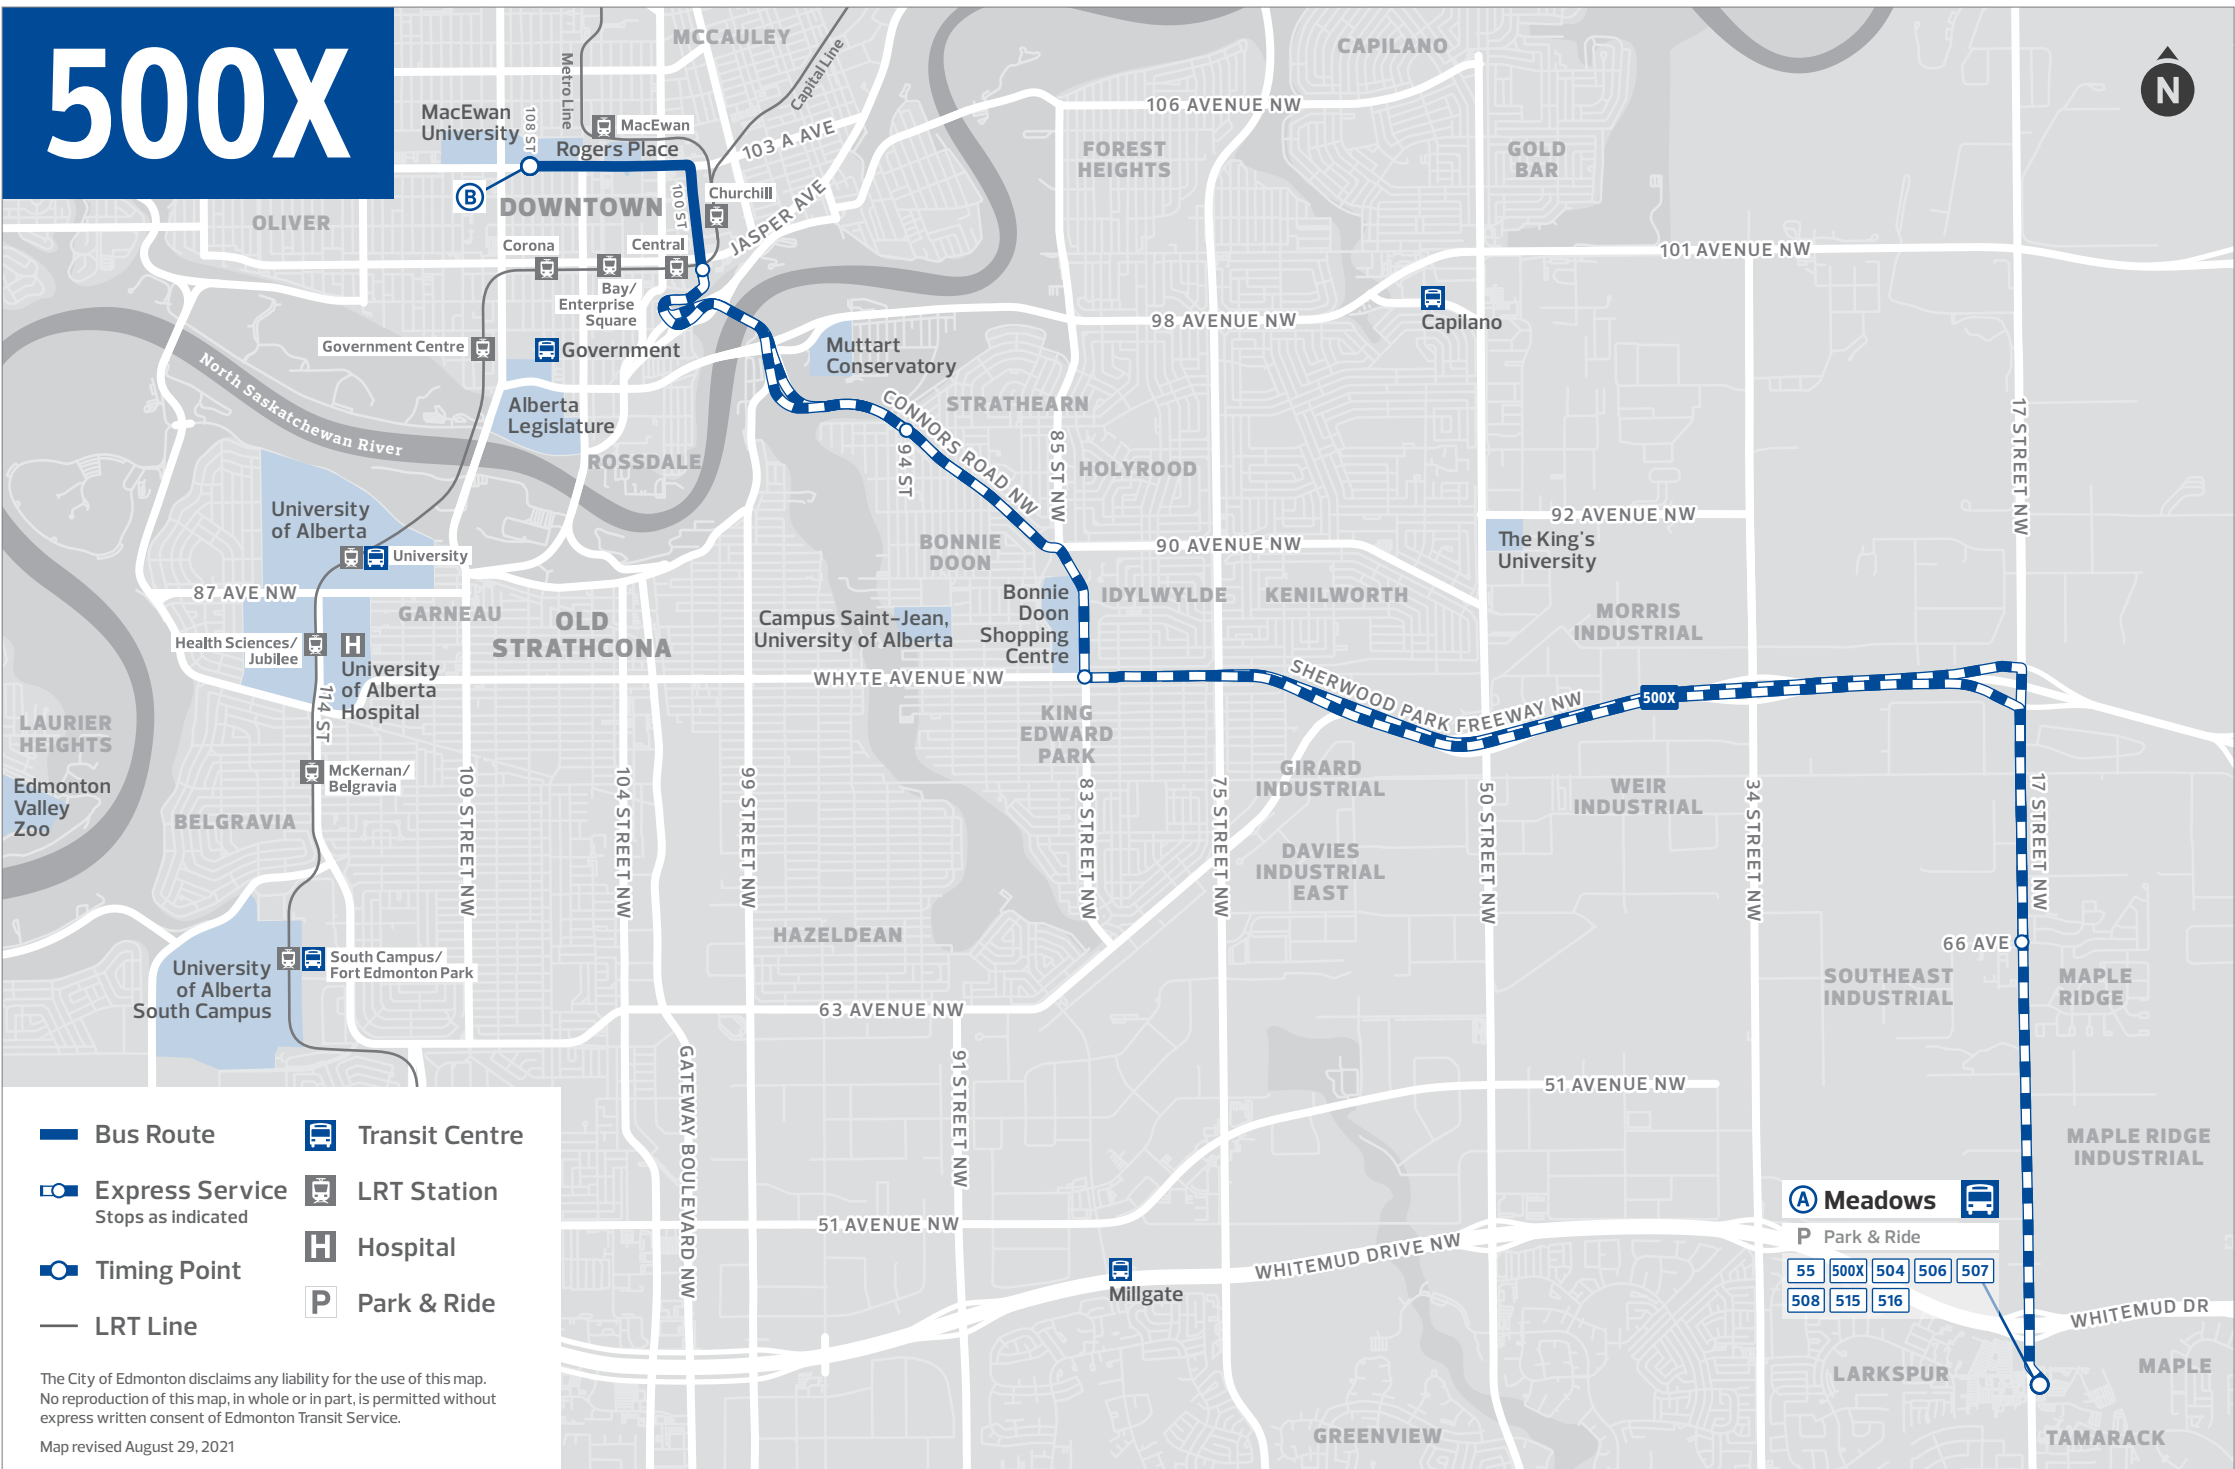 500X
MCCAULEY
Metro Line
Capital Line
CAPILANO
N
MacEwan
University
108 ST
MacEwan
Rogers Place
103 A AVE
106 AVENUE NW
FOREST
HEIGHTS
GOLD
BAR
B
DOWNTOWN
100 ST
Churchill
JASPER AVE
OLIVER
Corona
Central
Bay/
Enterprise
Square
101 AVENUE NW
Government Centre
Government
98 AVENUE NW
Capilano
Muttart
Conservatory
North Saskatchewan River
Alberta
Legislature
CONNORS ROAD NW
STRATHEARN
17 STREET NW
ROSSDALE
94 ST
85 ST NW
HOLYROOD
University
of Alberta
University
92 AVENUE NW
The King's
University
BONNIE
DOON
90 AVENUE NW
87 AVE NW
GARNEAU
OLD
STRATHCONA
Campus Saint-Jean,
University of Alberta
Bonnie
Doon
Shopping
Centre
IDYLWYLDE
KENILWORTH
MORRIS
INDUSTRIAL
Health Sciences/
Jubilee
H
University
of Alberta
Hospital
114 ST
WHYTE AVENUE NW
SHERWOOD PARK FREEWAY NW
500X
LAURIER
HEIGHTS
KING
EDWARD
PARK
McKernan/
Belgravia
Edmonton
Valley
Zoo
BELGRAVIA
109 STREET NW
104 STREET NW
99 STREET NW
83 STREET NW
75 STREET NW
GIRARD
INDUSTRIAL
50 STREET NW
WEIR
INDUSTRIAL
34 STREET NW
17 STREET NW
DAVIES
INDUSTRIAL
EAST
HAZELDEAN
66 AVE
South Campus/
Fort Edmonton Park
University
of Alberta
South Campus
SOUTHEAST
INDUSTRIAL
MAPLE
RIDGE
63 AVENUE NW
GATEWAY BOULEVARD NW
91 STREET NW
51 AVENUE NW
MAPLE RIDGE
INDUSTRIAL
51 AVENUE NW
WHITEMUD DRIVE NW
Millgate
A Meadows
P Park & Ride
55 500X 504 506 507
508 515 516
WHITEMUD DR
LARKSPUR
MAPLE
GREENVIEW
TAMARACK
Bus Route
Express Service
Stops as indicated
Timing Point
LRT Line
Transit Centre
LRT Station
H Hospital
P Park & Ride
The City of Edmonton disclaims any liability for the use of this map.
No reproduction of this map, in whole or in part, is permitted without
express written consent of Edmonton Transit Service.
Map revised August 29, 2021